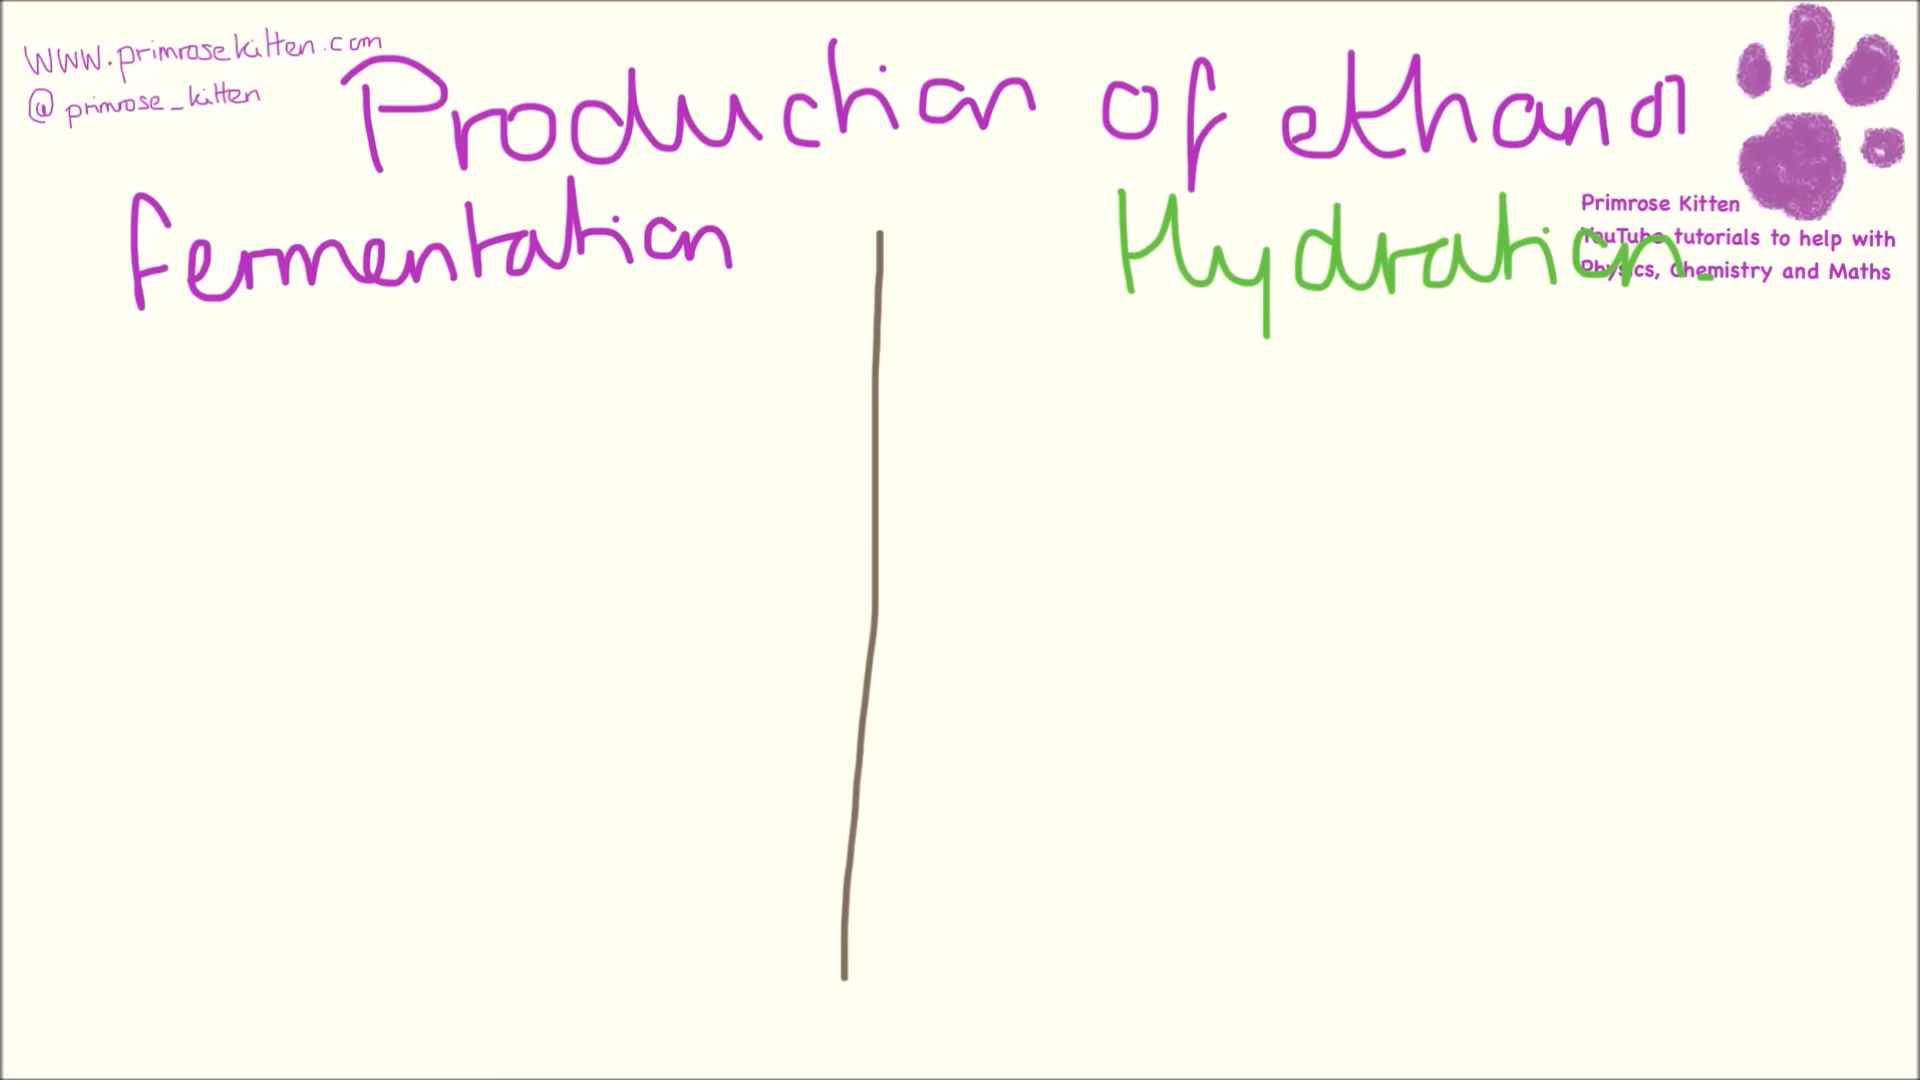 www.primrosekitten.com
@primrose_kitten
Production of ethanol
fermentation
Hydration
Primrose Kitten
YouTube tutorials to help with
Physics, Chemistry and Maths